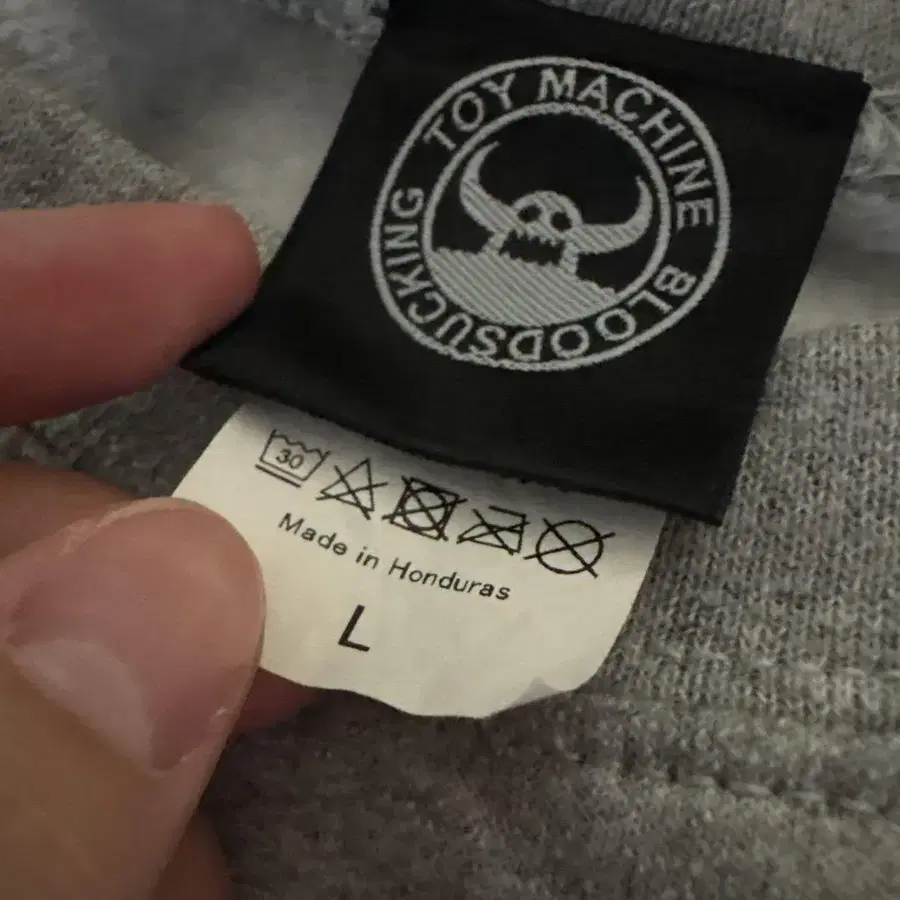 TOY MACHINE
BLOODSUCKING
30
Made in Honduras
L